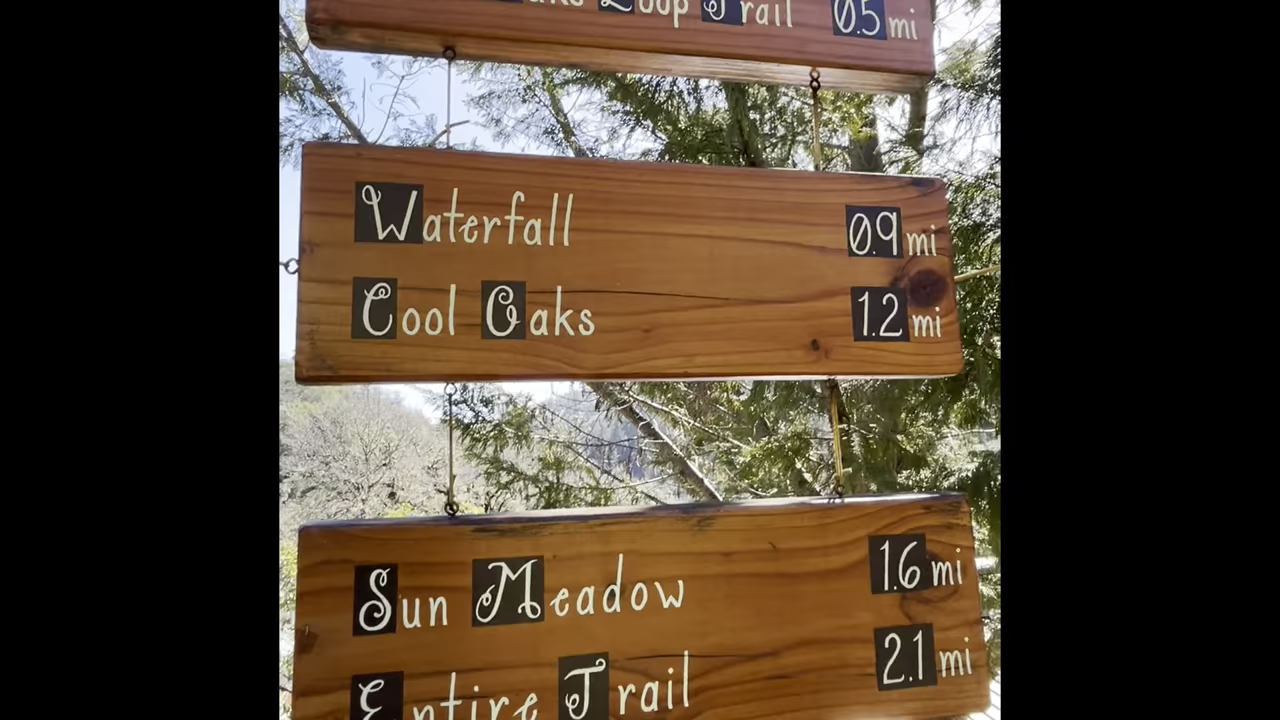 Loop Trail 0.5 mi
Waterfall 0.9 mi
Cool Oaks 1.2 mi
Sun Meadow 1.6 mi
Entire Trail 2.1 mi